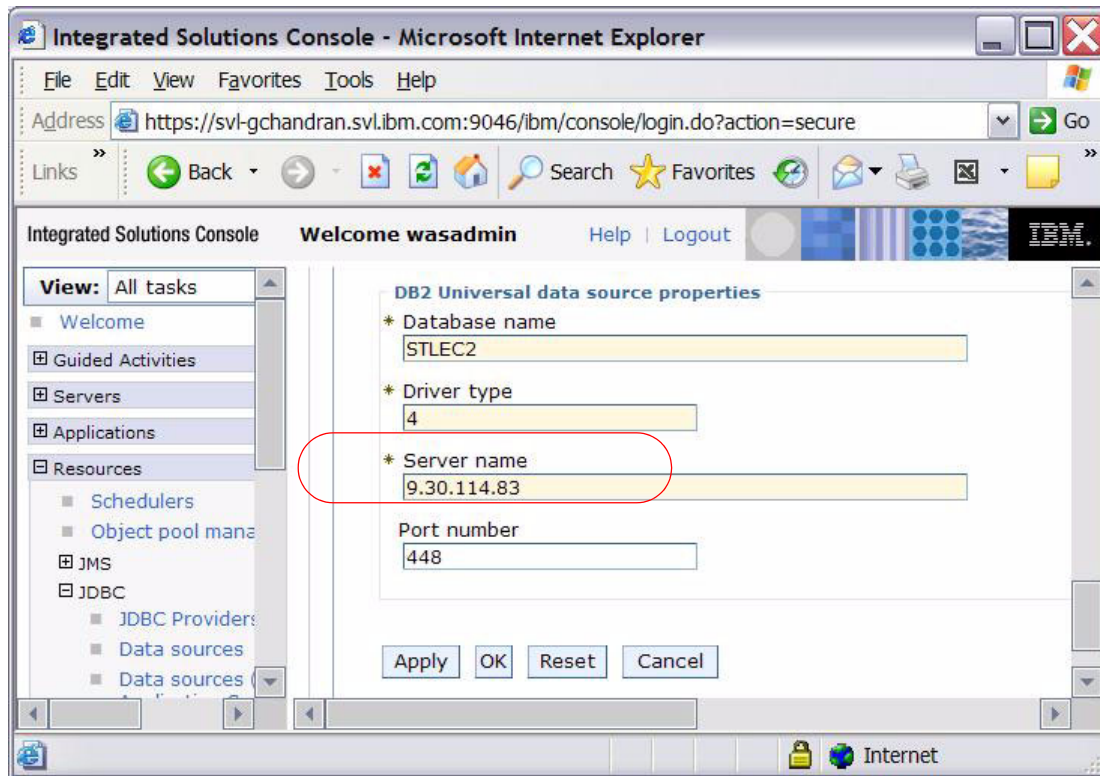 Integrated Solutions Console - Microsoft Internet Explorer
File Edit View Favorites Tools Help
Address https://svl-gchandran.svl.ibm.com:9046/ibm/console/login.do?action=secure Go
Links » Back Search Favorites »
Integrated Solutions Console Welcome wasadmin Help | Logout IBM.
View: All tasks
Welcome
Guided Activities
Servers
Applications
Resources
Schedulers
Object pool mana
JMS
JDBC
JDBC Providers
Data sources
Data sources (
DB2 Universal data source properties
* Database name
STLEC2
* Driver type
4
* Server name
9.30.114.83
Port number
448
Apply OK Reset Cancel
Internet